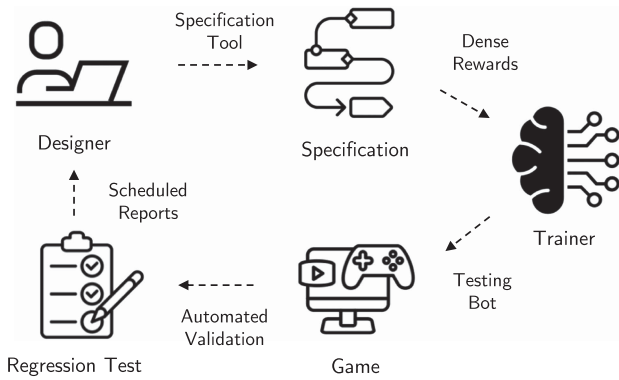 Specification
Tool
Designer
Specification
Dense
Rewards
Trainer
Testing
Bot
Game
Automated
Validation
Regression Test
Scheduled
Reports